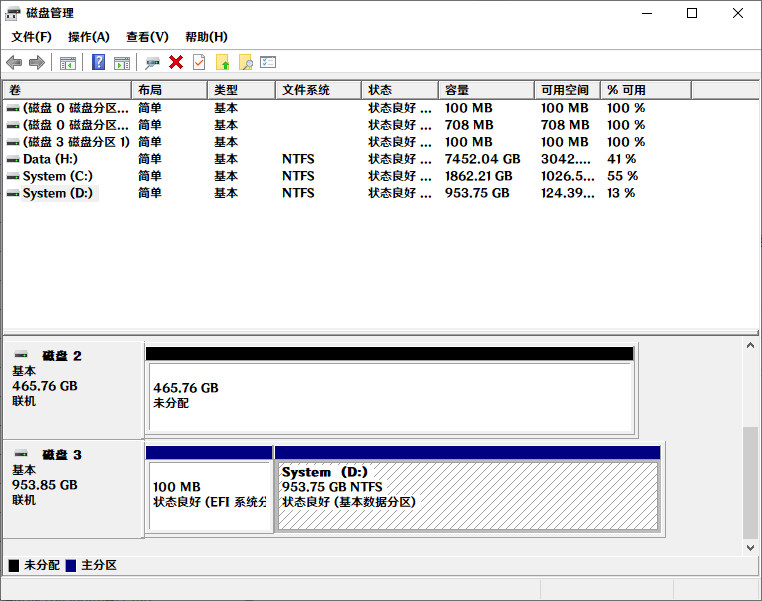 磁盘管理
文件(F) 操作(A) 查看(V) 帮助(H)
卷 布局 类型 文件系统 状态 容量 可用空间 % 可用
(磁盘 0 磁盘分区... 简单 基本 状态良好 ... 100 MB 100 MB 100 %
(磁盘 0 磁盘分区... 简单 基本 状态良好 ... 708 MB 708 MB 100 %
(磁盘 3 磁盘分区 1) 简单 基本 状态良好 ... 100 MB 100 MB 100 %
Data (H:) 简单 基本 NTFS 状态良好 ... 7452.04 GB 3042.... 41 %
System (C:) 简单 基本 NTFS 状态良好 ... 1862.21 GB 1026.5... 55 %
System (D:) 简单 基本 NTFS 状态良好 ... 953.75 GB 124.39... 13 %
磁盘 2
基本
465.76 GB
联机
465.76 GB
未分配
磁盘 3
基本
953.85 GB
联机
100 MB
状态良好 (EFI 系统分
System (D:)
953.75 GB NTFS
状态良好 (基本数据分区)
未分配 主分区